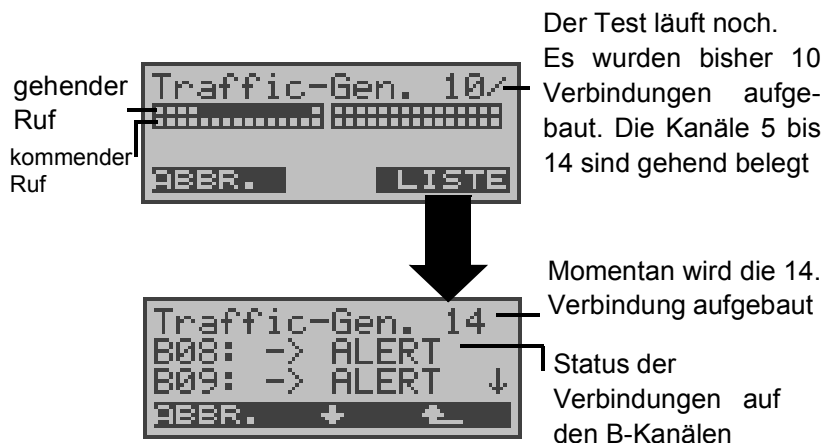 Der Test läuft noch.
Es wurden bisher 10
Verbindungen aufge-
baut. Die Kanäle 5 bis
14 sind gehend belegt
gehender
Ruf
kommender
Ruf
Traffic-Gen. 10/
ABBR. LISTE
Momentan wird die 14.
Verbindung aufgebaut
Traffic-Gen. 14
B08: -> ALERT
B09: -> ALERT ↓
ABBR.
Status der
Verbindungen auf
den B-Kanälen